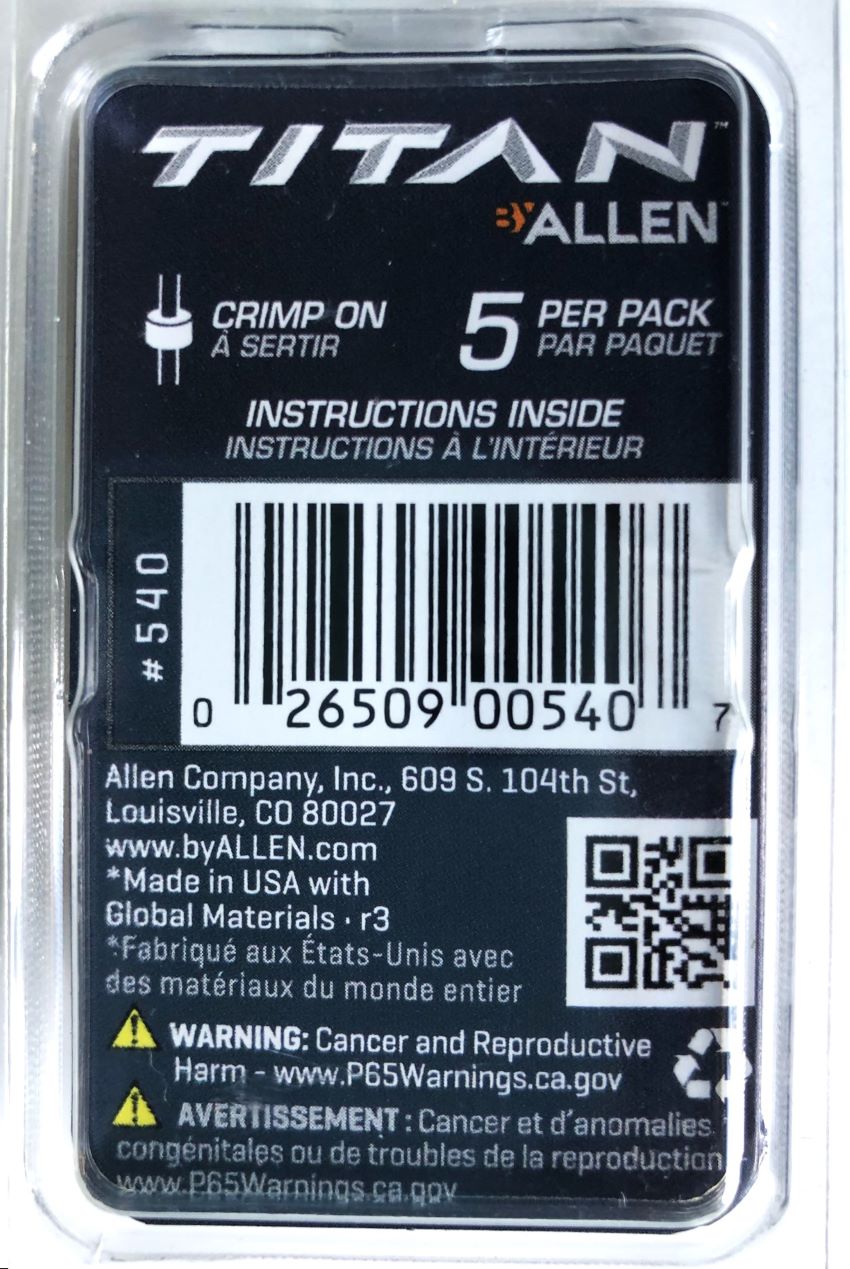 TITAN™
BY ALLEN™
CRIMP ON
À SERTIR
5 PER PACK
PAR PAQUET
INSTRUCTIONS INSIDE
INSTRUCTIONS À L'INTÉRIEUR
#540
0 26509 00540 7
Allen Company, Inc., 609 S. 104th St,
Louisville, CO 80027
www.byALLEN.com
*Made in USA with
Global Materials · r3
*Fabriqué aux États-Unis avec
des matériaux du monde entier
WARNING: Cancer and Reproductive
Harm - www.P65Warnings.ca.gov
AVERTISSEMENT : Cancer et d'anomalies
congénitales ou de troubles de la reproduction -
www.P65Warnings.ca.gov